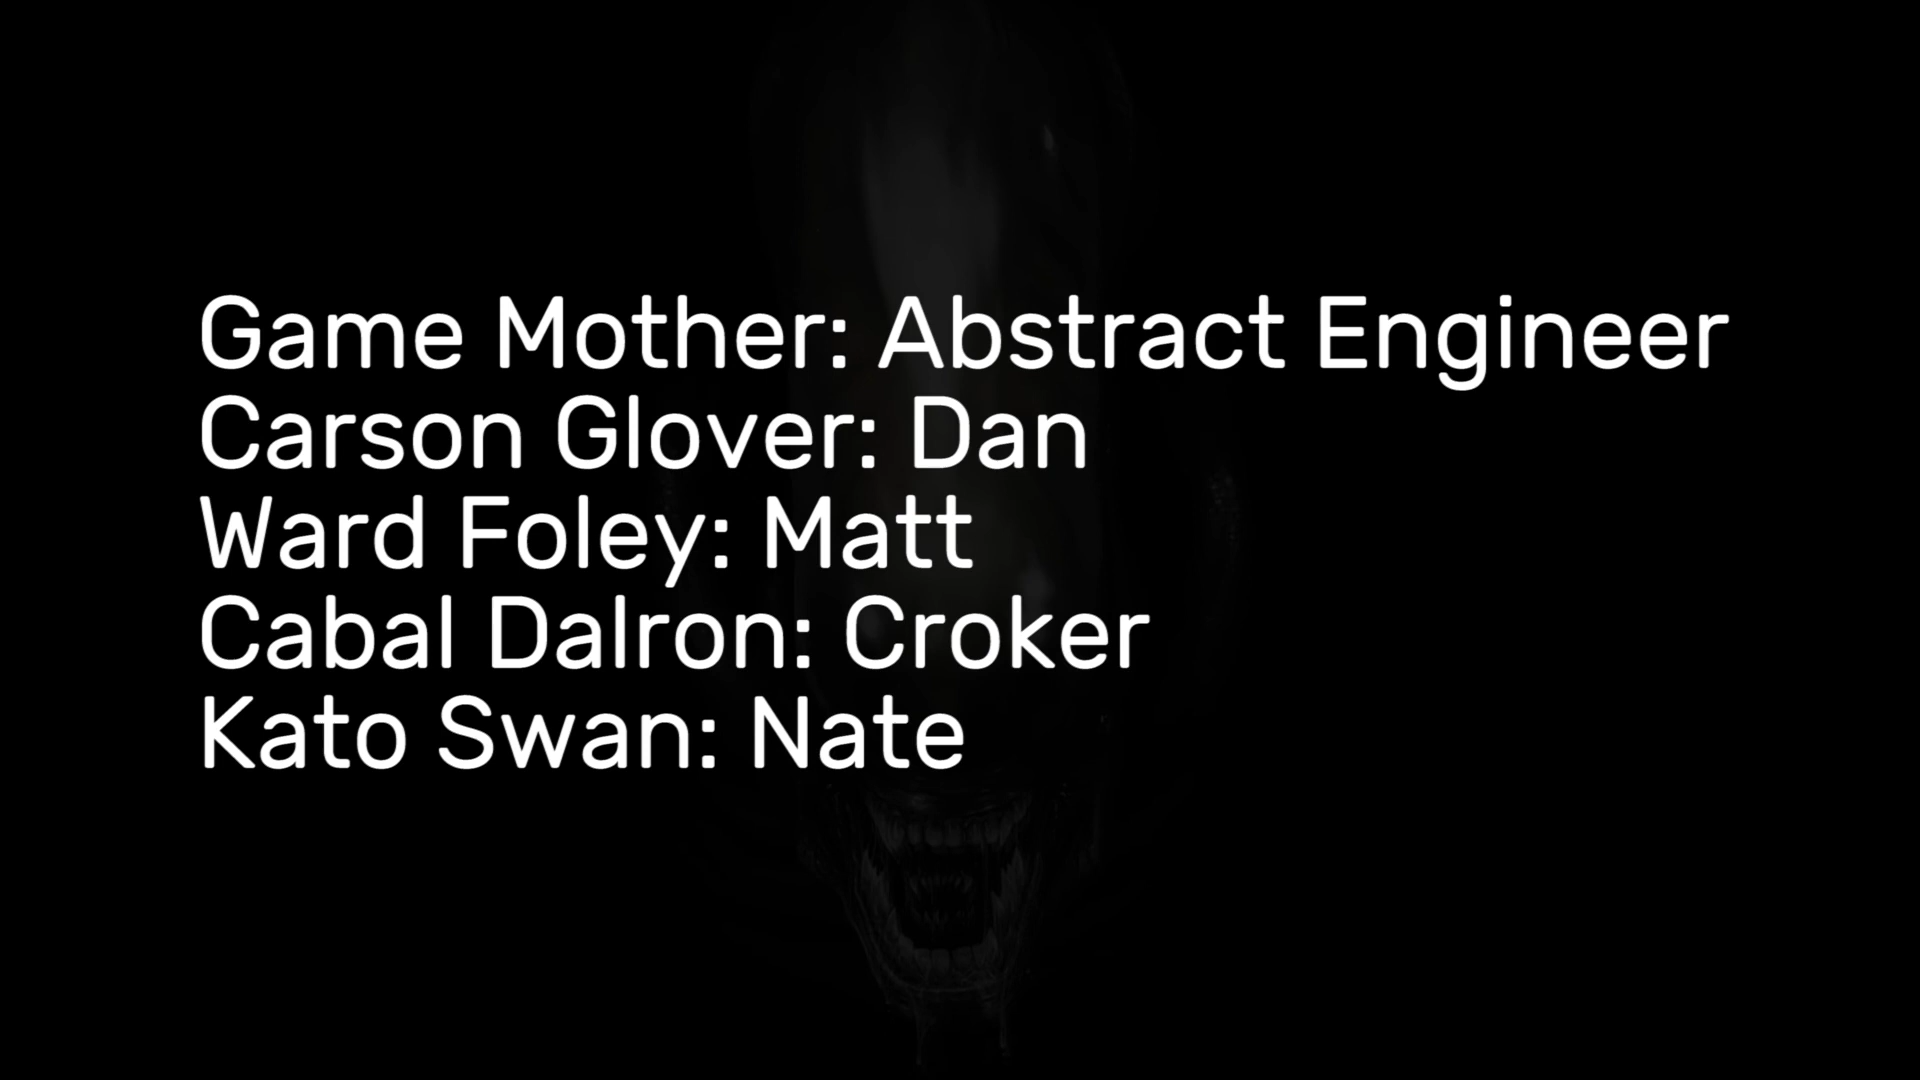 Game Mother: Abstract Engineer
Carson Glover: Dan
Ward Foley: Matt
Cabal Dalron: Croker
Kato Swan: Nate